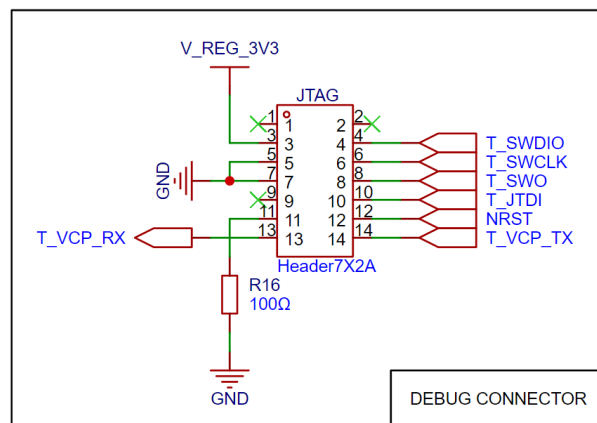 V_REG_3V3
JTAG
1 1 2 2
3 3 4 4 T_SWDIO
5 5 6 6 T_SWCLK
GND 7 7 8 8 T_SWO
9 9 10 10 T_JTDI
11 11 12 12 NRST
T_VCP_RX 13 13 14 14 T_VCP_TX
Header7X2A
R16
100Ω
GND
DEBUG CONNECTOR